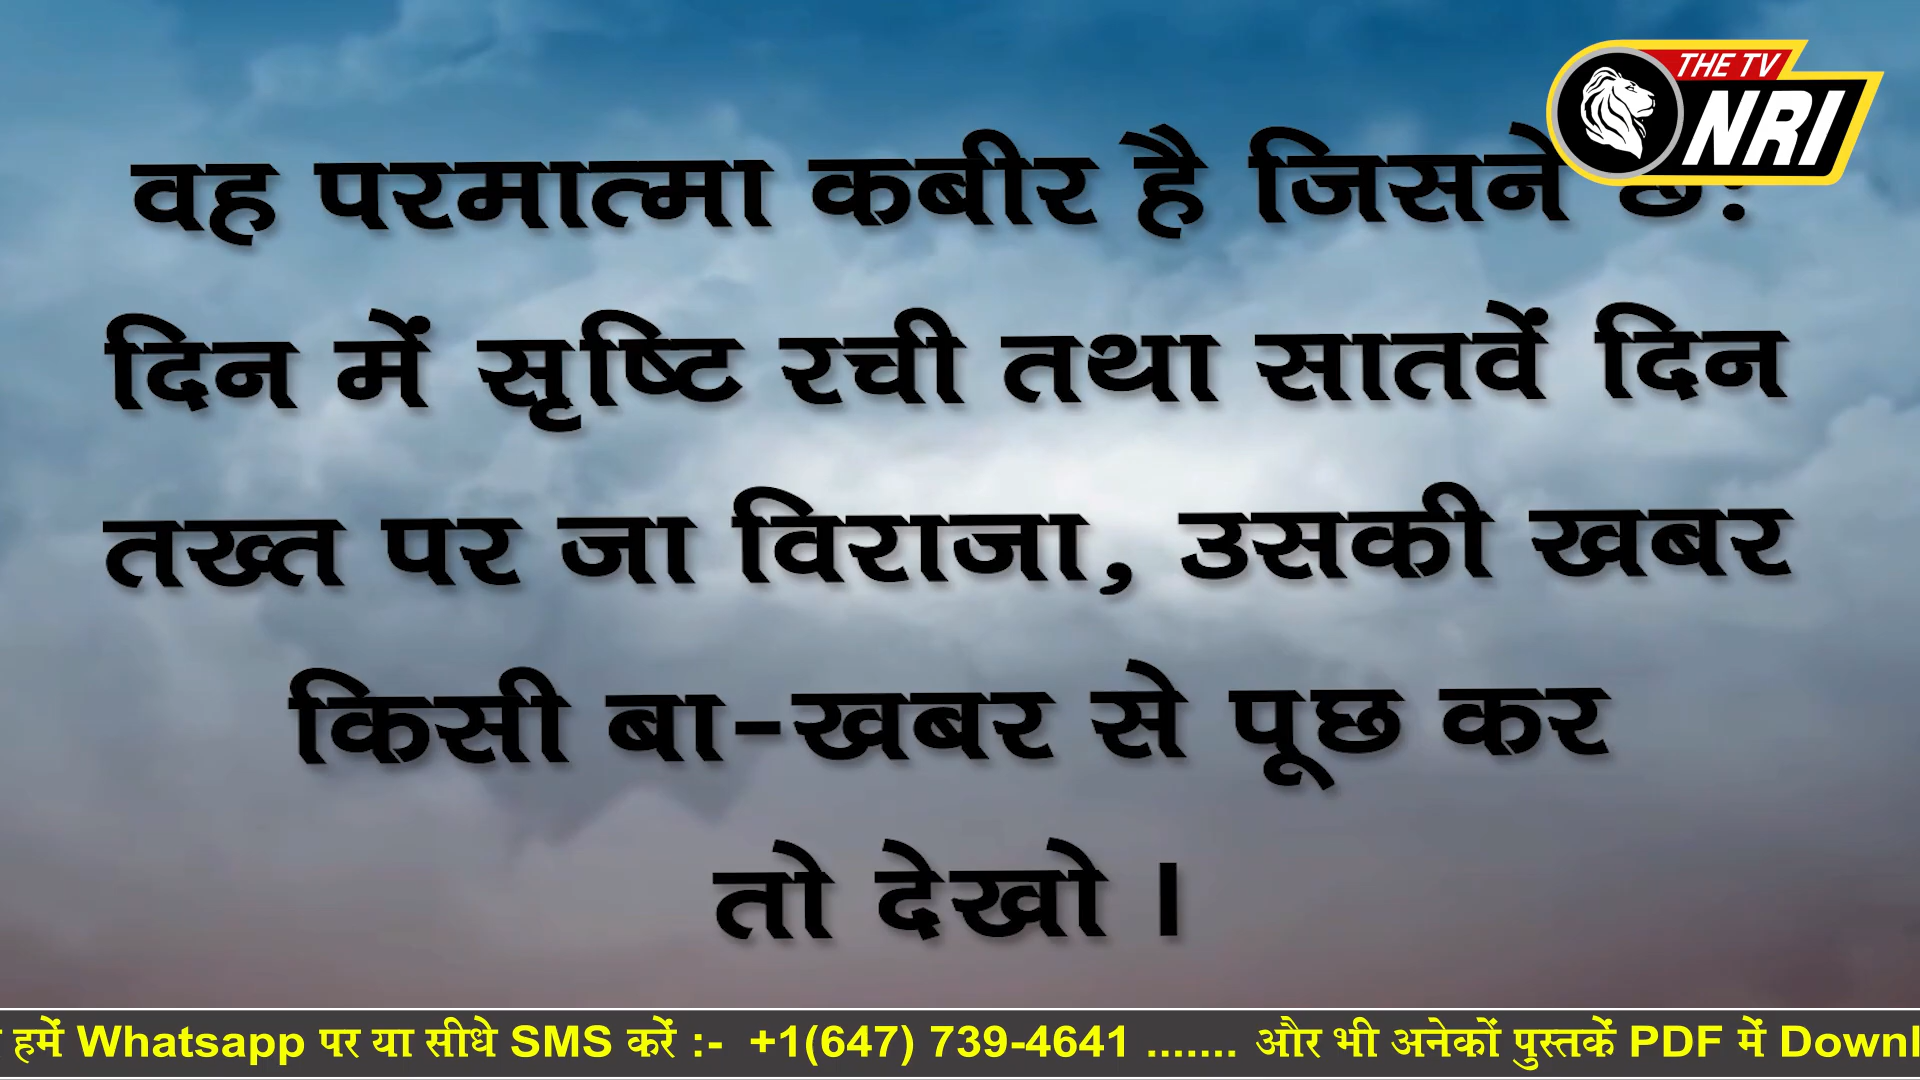 THE TV
NRI
वह परमात्मा कबीर है जिसने छः
दिन में सृष्टि रची तथा सातवें दिन
तख्त पर जा विराजा, उसकी खबर
किसी बा-खबर से पूछ कर
तो देखो ।
हमें Whatsapp पर या सीधे SMS करें :- +1(647) 739-4641 ....... और भी अनेकों पुस्तकें PDF में Downl